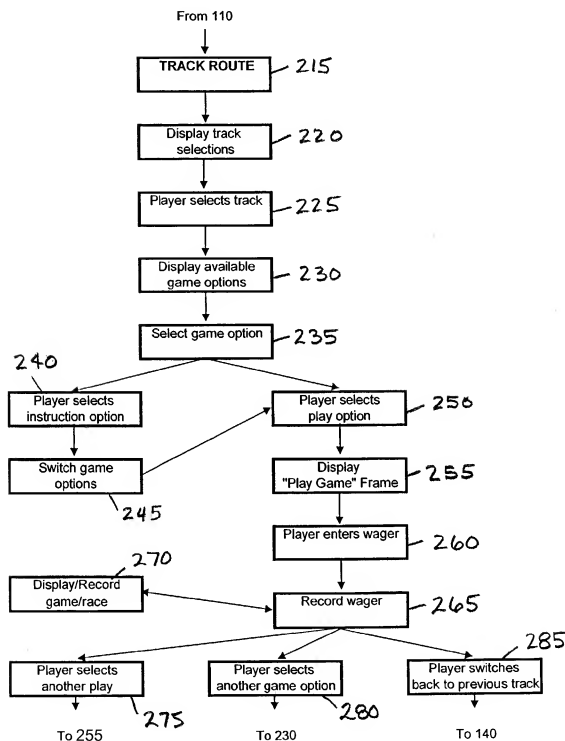 From 110
TRACK ROUTE
215
Display track
selections
220
Player selects track
225
Display available
game options
230
Select game option
235
240
Player selects
instruction option
Player selects
play option
250
Switch game
options
245
Display
"Play Game" Frame
255
Player enters wager
260
270
Display/Record
game/race
Record wager
265
285
Player selects
another play
275
Player selects
another game option
280
Player switches
back to previous track
To 255
To 230
To 140